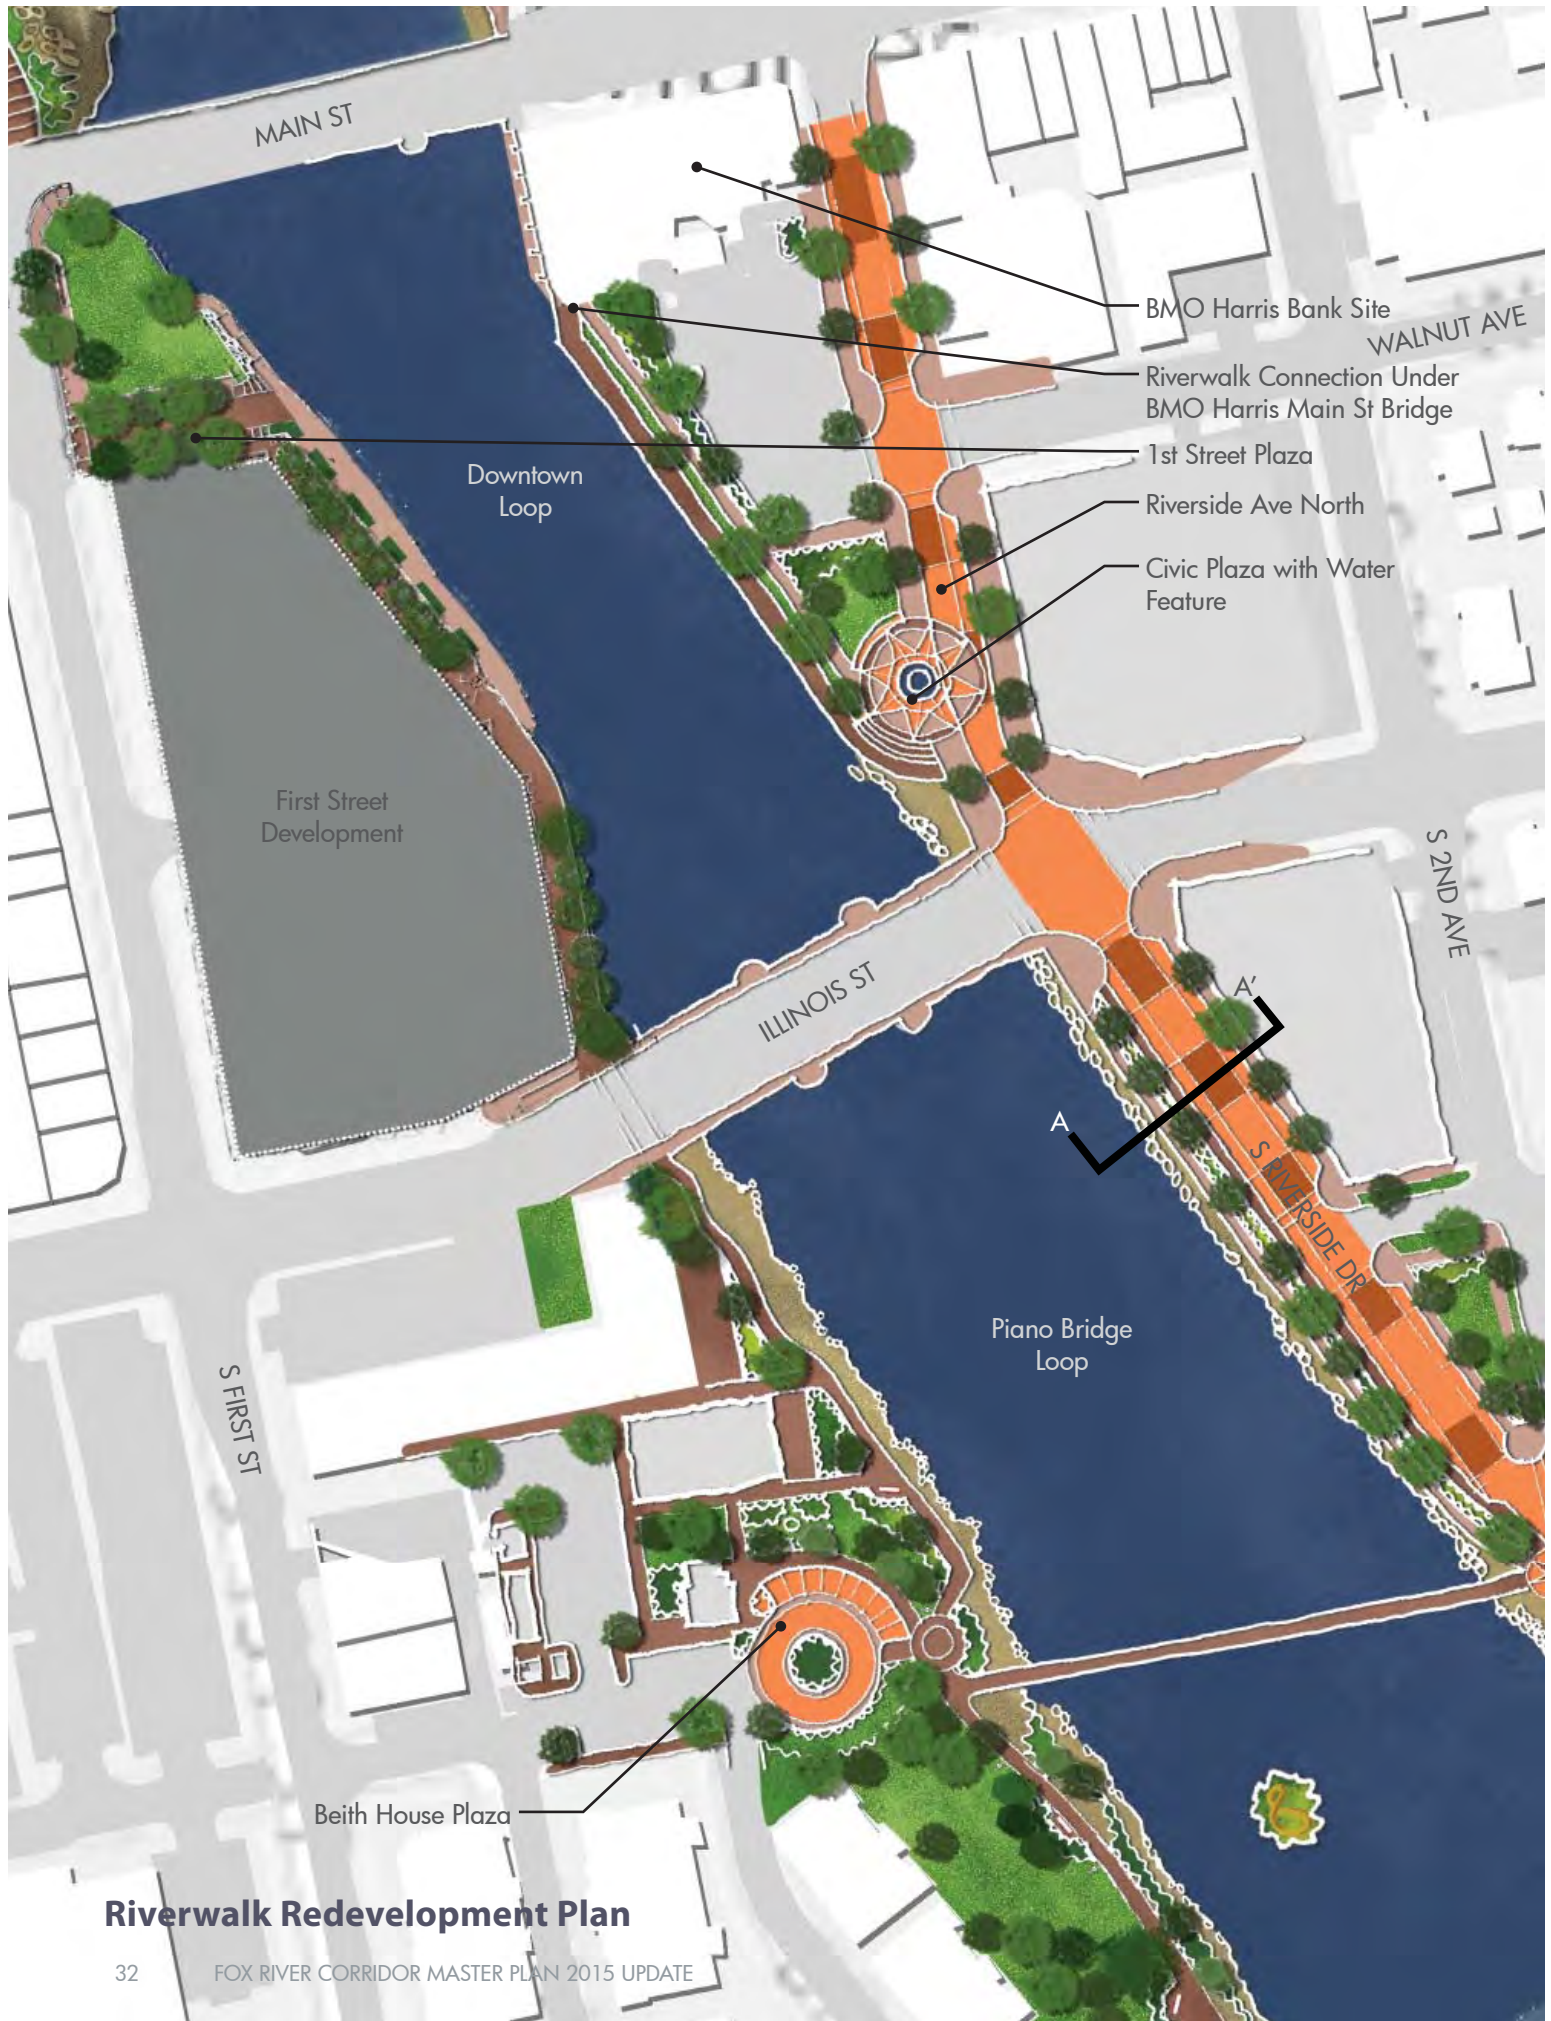 MAIN ST
BMO Harris Bank Site
WALNUT AVE
Riverwalk Connection Under
BMO Harris Main St Bridge
1st Street Plaza
Downtown
Loop
Riverside Ave North
Civic Plaza with Water
Feature
First Street
Development
S 2ND AVE
ILLINOIS ST
A'
A
S RIVERSIDE DR
Piano Bridge
Loop
S FIRST ST
Beith House Plaza
Riverwalk Redevelopment Plan
32 FOX RIVER CORRIDOR MASTER PLAN 2015 UPDATE